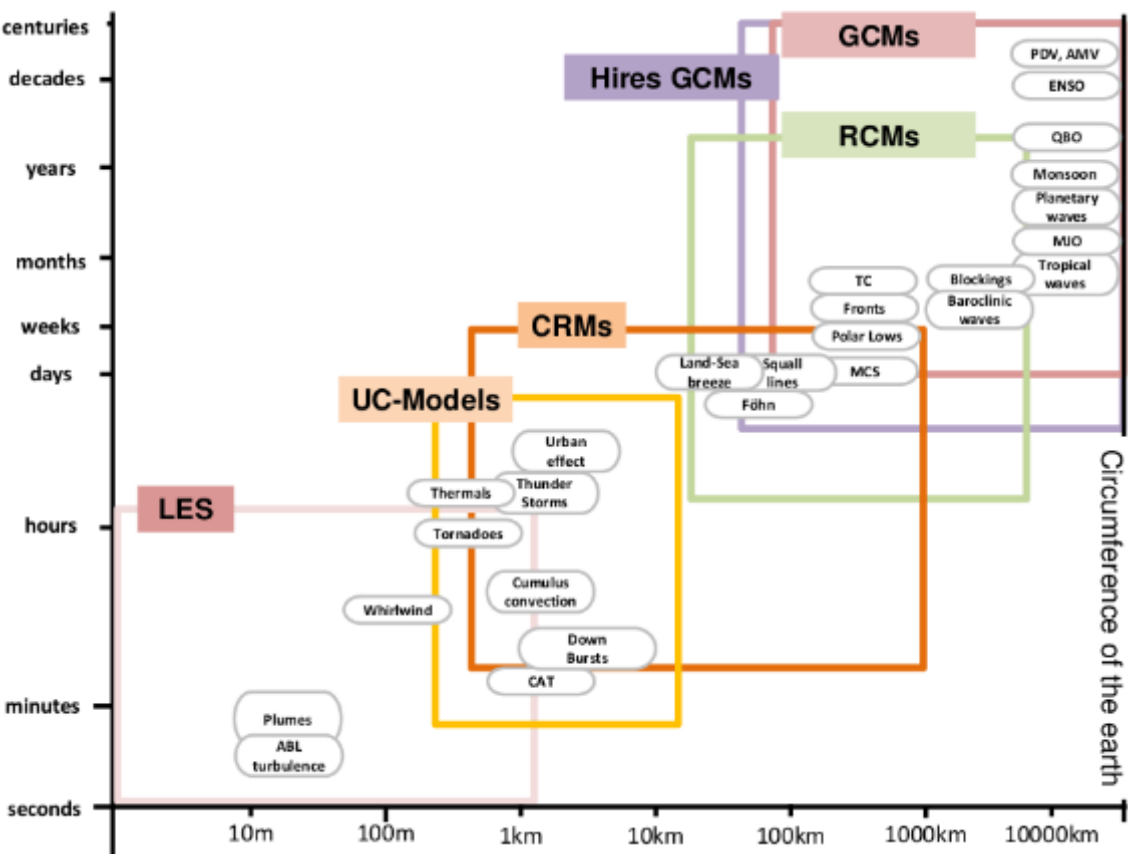 centuries
GCMs
PDV, AMV
Hires GCMs
decades
ENSO
RCMs
QBO
years
Monsoon
Planetary
waves
MJO
months
Tropical
waves
TC
Blockings
Fronts
Baroclinic
waves
weeks
CRMs
Polar Lows
days
Land-Sea
breeze
Squall
lines
MCS
UC-Models
Föhn
Urban
effect
Thermals
Thunder
Storms
LES
hours
Tornadoes
Cumulus
convection
Whirlwind
Down
Bursts
CAT
minutes
Plumes
ABL
turbulence
Circumference of the earth
seconds
10m
100m
1km
10km
100km
1000km
10000km